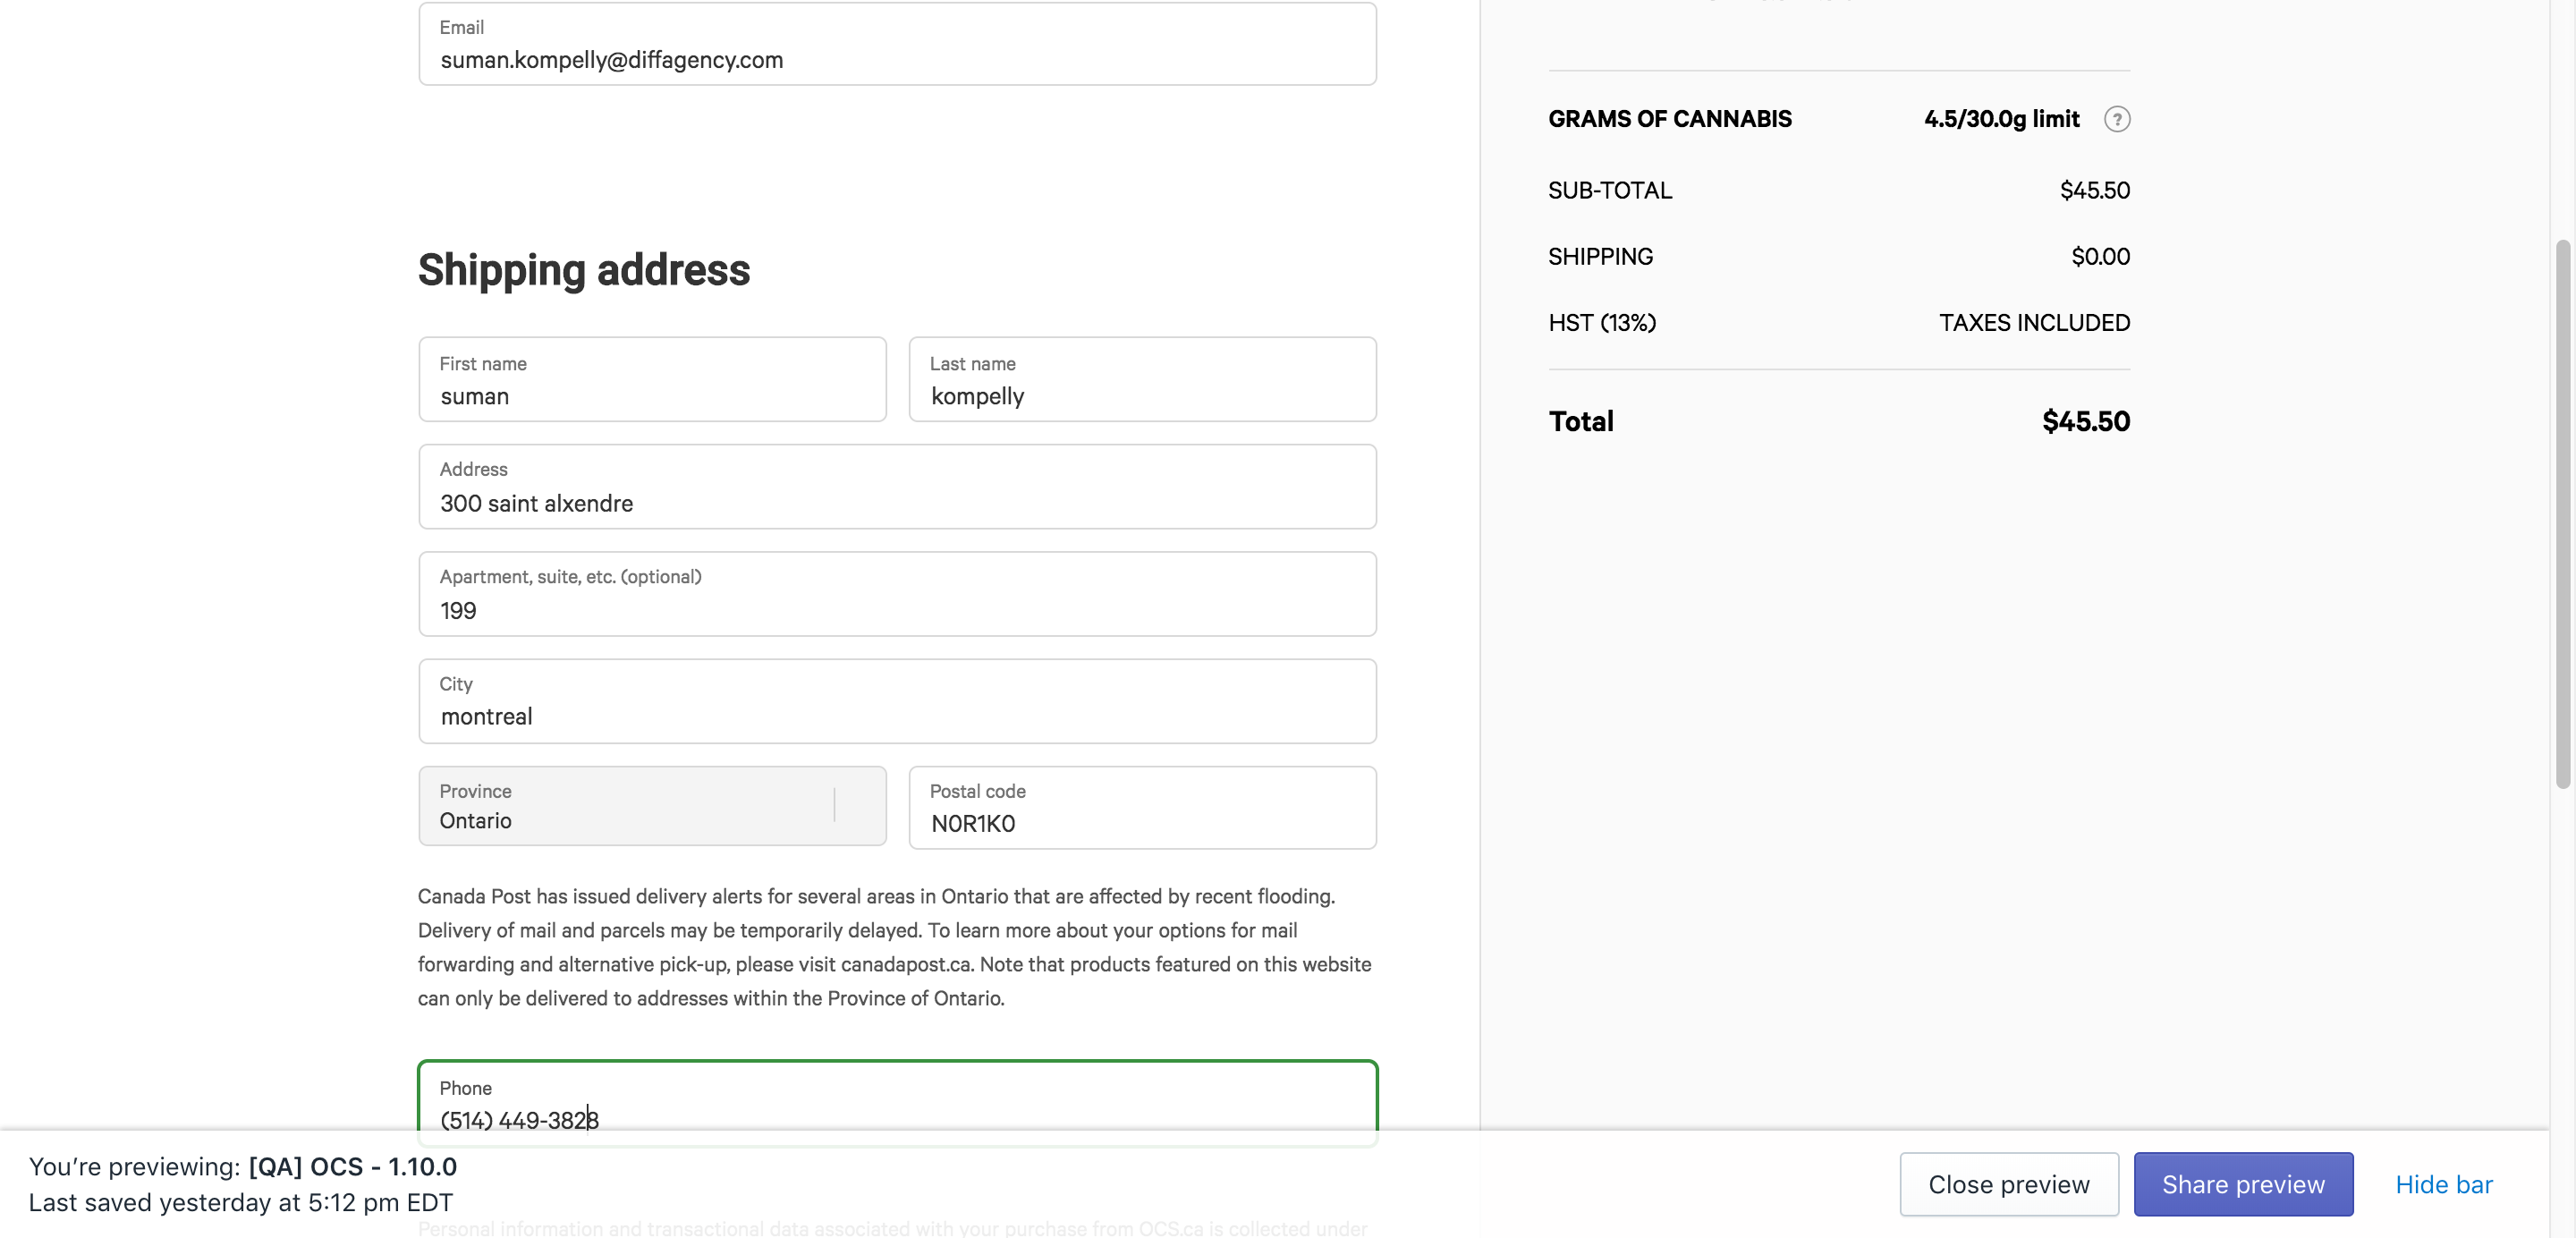 Email
suman.kompelly@diffagency.com
Shipping address
First name
suman
Last name
kompelly
Address
300 saint alxendre
Apartment, suite, etc. (optional)
199
City
montreal
Province
Ontario
Postal code
N0R1K0
Canada Post has issued delivery alerts for several areas in Ontario that are affected by recent flooding.
Delivery of mail and parcels may be temporarily delayed. To learn more about your options for mail
forwarding and alternative pick-up, please visit canadapost.ca. Note that products featured on this website
can only be delivered to addresses within the Province of Ontario.
Phone
(514) 449-3828
Personal information and transactional data associated with your purchase from OCS.ca is collected under
GRAMS OF CANNABIS 4.5/30.0g limit ?
SUB-TOTAL $45.50
SHIPPING $0.00
HST (13%) TAXES INCLUDED
Total $45.50
You’re previewing: [QA] OCS - 1.10.0
Last saved yesterday at 5:12 pm EDT
Close preview
Share preview
Hide bar